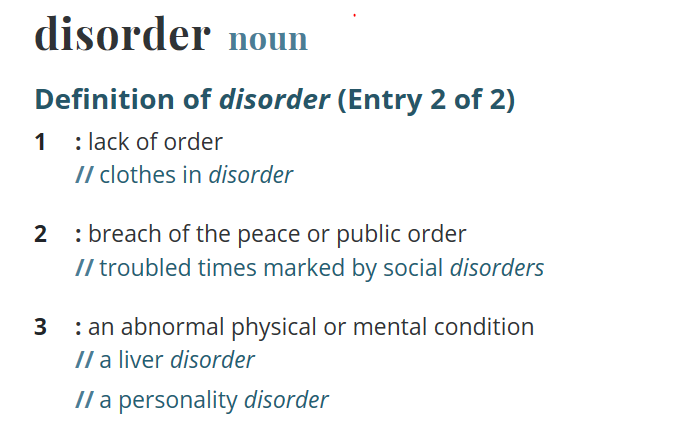 disorder noun
Definition of disorder (Entry 2 of 2)
1 : lack of order
// clothes in disorder
2 : breach of the peace or public order
// troubled times marked by social disorders
3 : an abnormal physical or mental condition
// a liver disorder
// a personality disorder